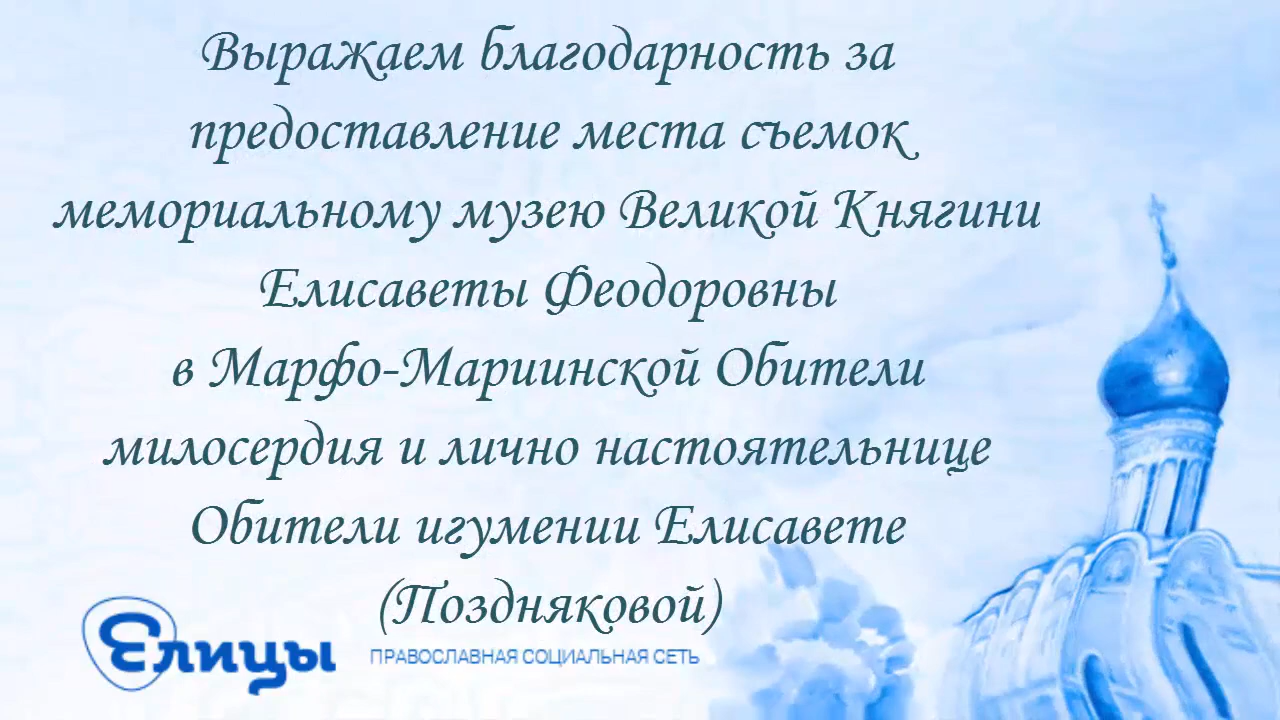 Выражаем благодарность за
предоставление места съемок
мемориальному музею Великой Княгини
Елисаветы Феодоровны
в Марфо-Мариинской Обители
милосердия и лично настоятельнице
Обители игумении Елисавете
(Поздняковой)
Елицы
ПРАВОСЛАВНАЯ СОЦИАЛЬНАЯ СЕТЬ